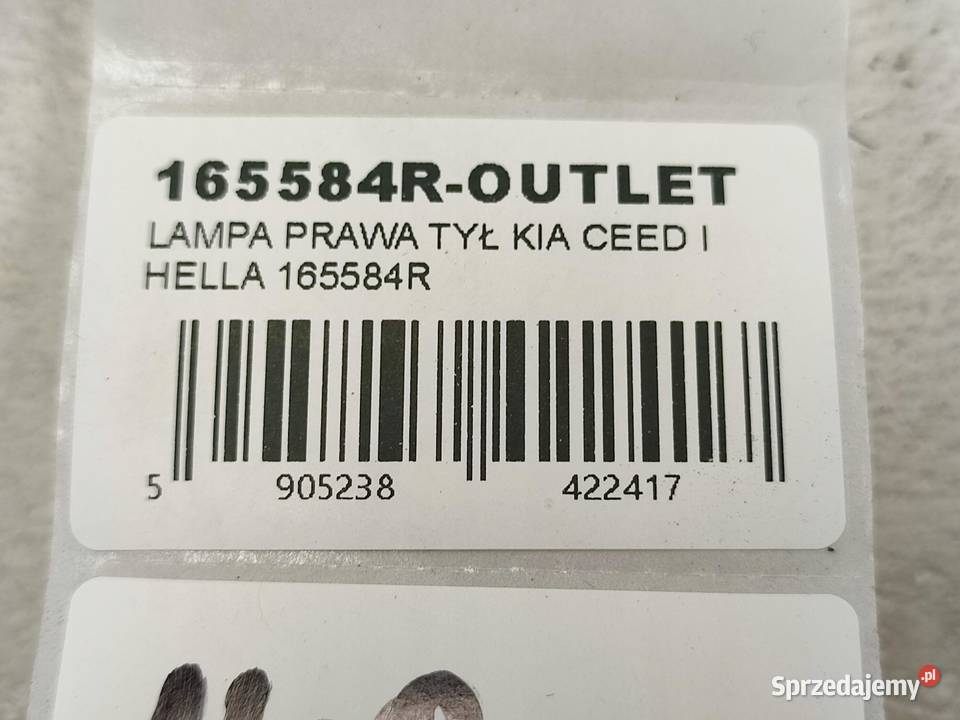 165584R-OUTLET
LAMPA PRAWA TYŁ KIA CEED I
HELLA 165584R
5 905238 422417
Sprzedajemy.pl